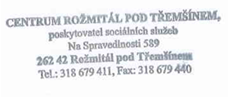 CENTRUM ROŽMITÁL POD TŘEMŠÍNEM,
poskytovatel sociálních služeb
Na Spravedlnosti 589
262 42 Rožmitál pod Třemšínem
Tel.: 318 679 411, Fax: 318 679 440